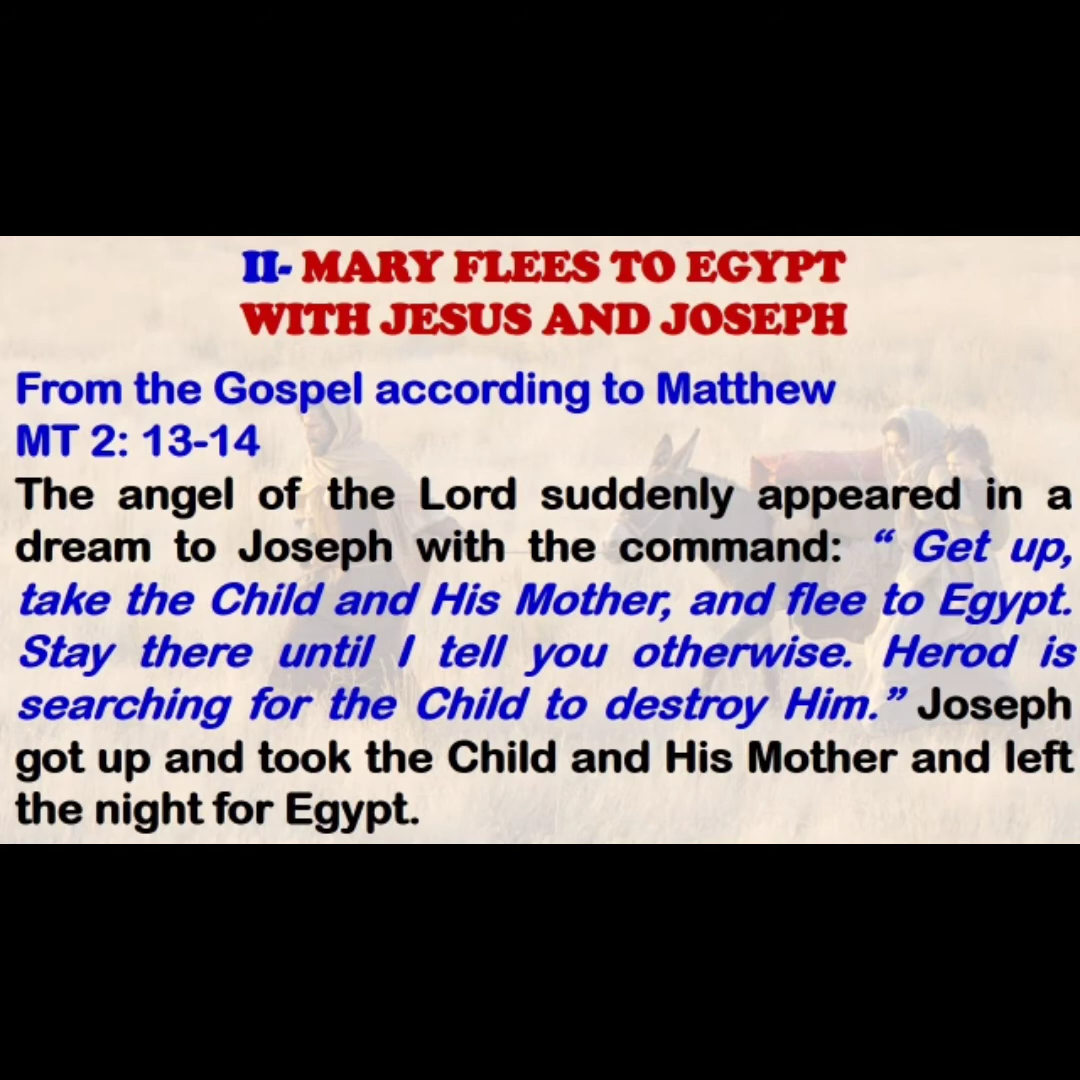 II- MARY FLEES TO EGYPT
WITH JESUS AND JOSEPH
From the Gospel according to Matthew
MT 2: 13-14
The angel of the Lord suddenly appeared in a
dream to Joseph with the command: “ Get up,
take the Child and His Mother, and flee to Egypt.
Stay there until I tell you otherwise. Herod is
searching for the Child to destroy Him.” Joseph
got up and took the Child and His Mother and left
the night for Egypt.